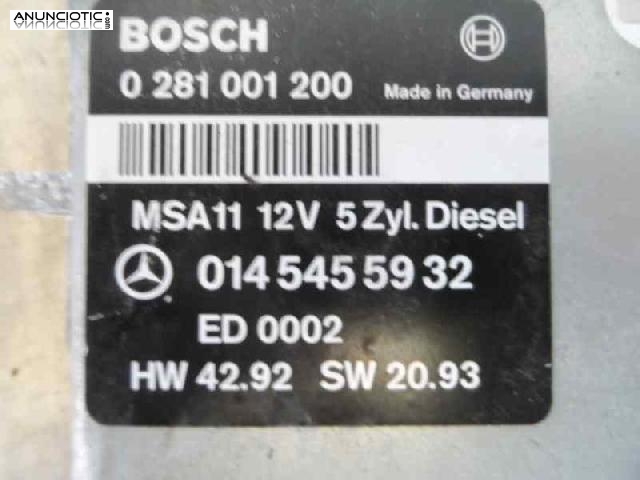 ANUNCIOTIC.COM
BOSCH
0 281 001 200 Made in Germany
MSA11 12V 5 Zyl. Diesel
014 545 59 32
ED 0002
HW 42.92 SW 20.93